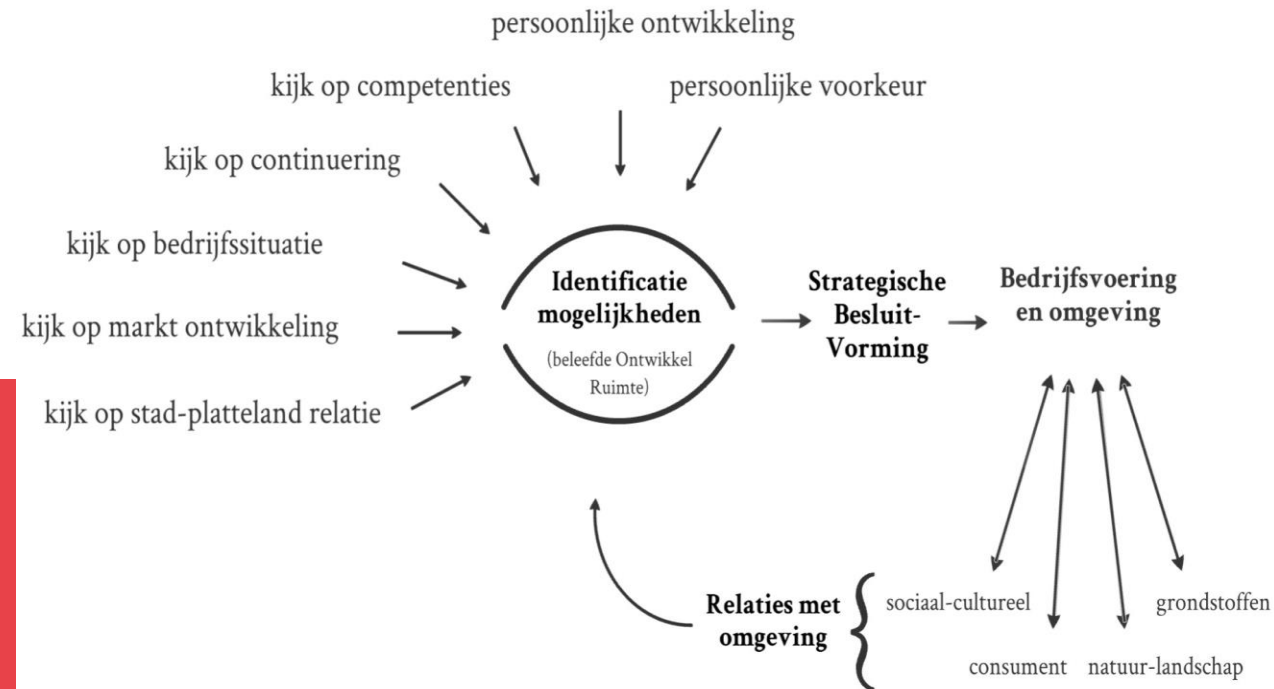 persoonlijke ontwikkeling
kijk op competenties
persoonlijke voorkeur
kijk op continuering
kijk op bedrijfssituatie
kijk op markt ontwikkeling
kijk op stad-platteland relatie
Identificatie
mogelijkheden
(beleefde Ontwikkel
Ruimte)
Strategische
Besluit-
Vorming
Bedrijfsvoering
en omgeving
Relaties met
omgeving
sociaal-cultureel
grondstoffen
consument
natuur-landschap